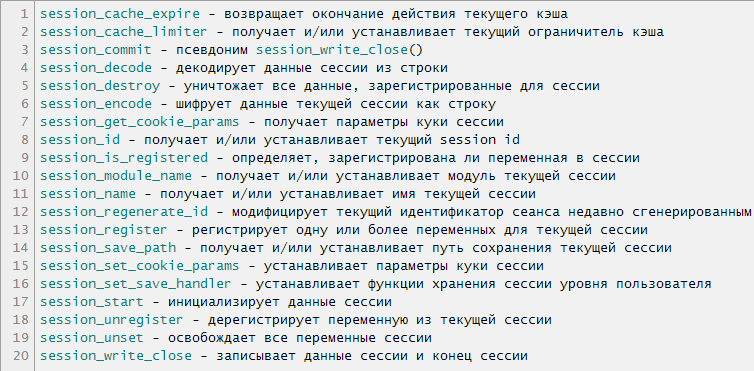 1 session_cache_expire - возвращает окончание действия текущего кэша
2 session_cache_limiter - получает и/или устанавливает текущий ограничитель кэша
3 session_commit - псевдоним session_write_close()
4 session_decode - декодирует данные сессии из строки
5 session_destroy - уничтожает все данные, зарегистрированные для сессии
6 session_encode - шифрует данные текущей сессии как строку
7 session_get_cookie_params - получает параметры куки сессии
8 session_id - получает и/или устанавливает текущий session id
9 session_is_registered - определяет, зарегистрирована ли переменная в сессии
10 session_module_name - получает и/или устанавливает модуль текущей сессии
11 session_name - получает и/или устанавливает имя текущей сессии
12 session_regenerate_id - модифицирует текущий идентификатор сеанса недавно сгенерированным
13 session_register - регистрирует одну или более переменных для текущей сессии
14 session_save_path - получает и/или устанавливает путь сохранения текущей сессии
15 session_set_cookie_params - устанавливает параметры куки сессии
16 session_set_save_handler - устанавливает функции хранения сессии уровня пользователя
17 session_start - инициализирует данные сессии
18 session_unregister - дерегистрирует переменную из текущей сессии
19 session_unset - освобождает все переменные сессии
20 session_write_close - записывает данные сессии и конец сессии